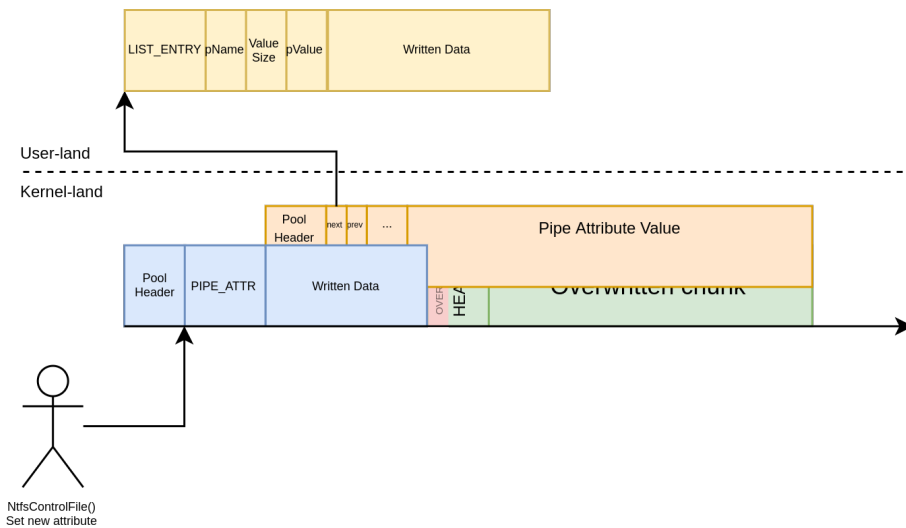 LIST_ENTRY
pName
Value
Size
pValue
Written Data
User-land
Kernel-land
Pool
Header
next
prev
...
Pipe Attribute Value
Pool
Header
PIPE_ATTR
Written Data
OVER
HEA
Overwritten chunk
NtfsControlFile()
Set new attribute